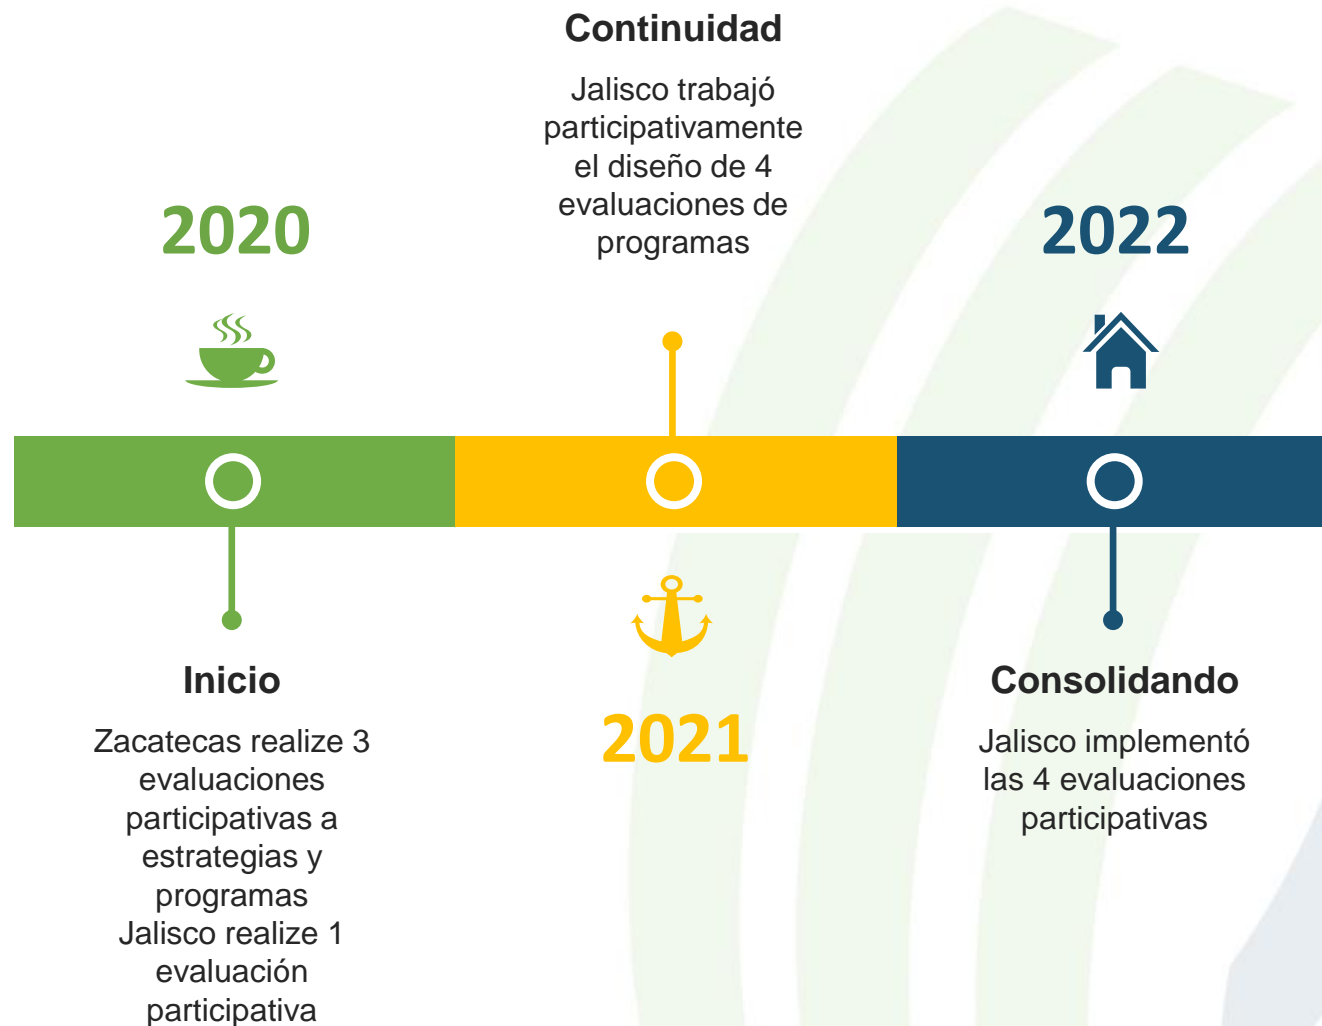 2020
Inicio
Zacatecas realize 3
evaluaciones
participativas a
estrategias y
programas
Jalisco realize 1
evaluación
participativa
Continuidad
Jalisco trabajó
participativamente
el diseño de 4
evaluaciones de
programas
2021
2022
Consolidando
Jalisco implementó
las 4 evaluaciones
participativas